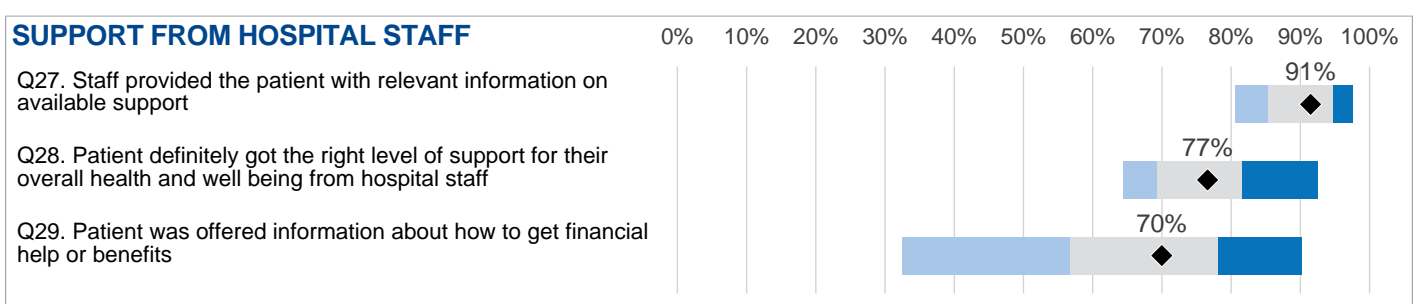 SUPPORT FROM HOSPITAL STAFF 0% 10% 20% 30% 40% 50% 60% 70% 80% 90% 100%
Q27. Staff provided the patient with relevant information on
available support
91%
Q28. Patient definitely got the right level of support for their
overall health and well being from hospital staff
77%
Q29. Patient was offered information about how to get financial
help or benefits
70%